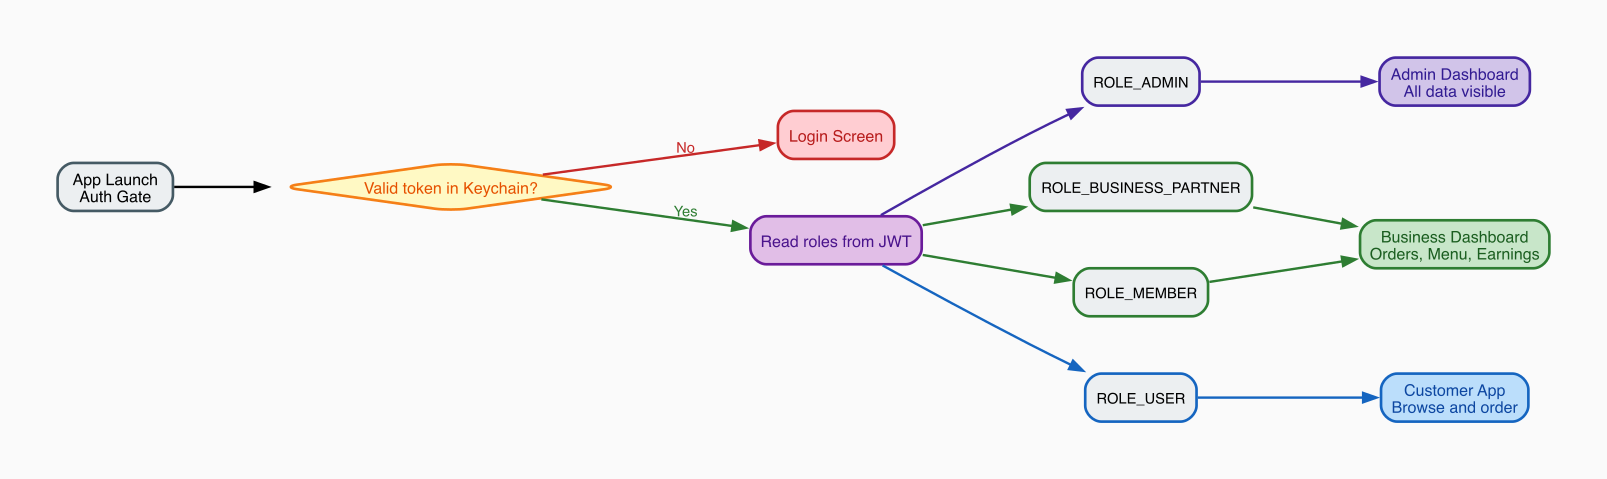 App Launch
Auth Gate
Valid token in Keychain?
No
Login Screen
Yes
Read roles from JWT
ROLE_ADMIN
Admin Dashboard
All data visible
ROLE_BUSINESS_PARTNER
ROLE_MEMBER
Business Dashboard
Orders, Menu, Earnings
ROLE_USER
Customer App
Browse and order